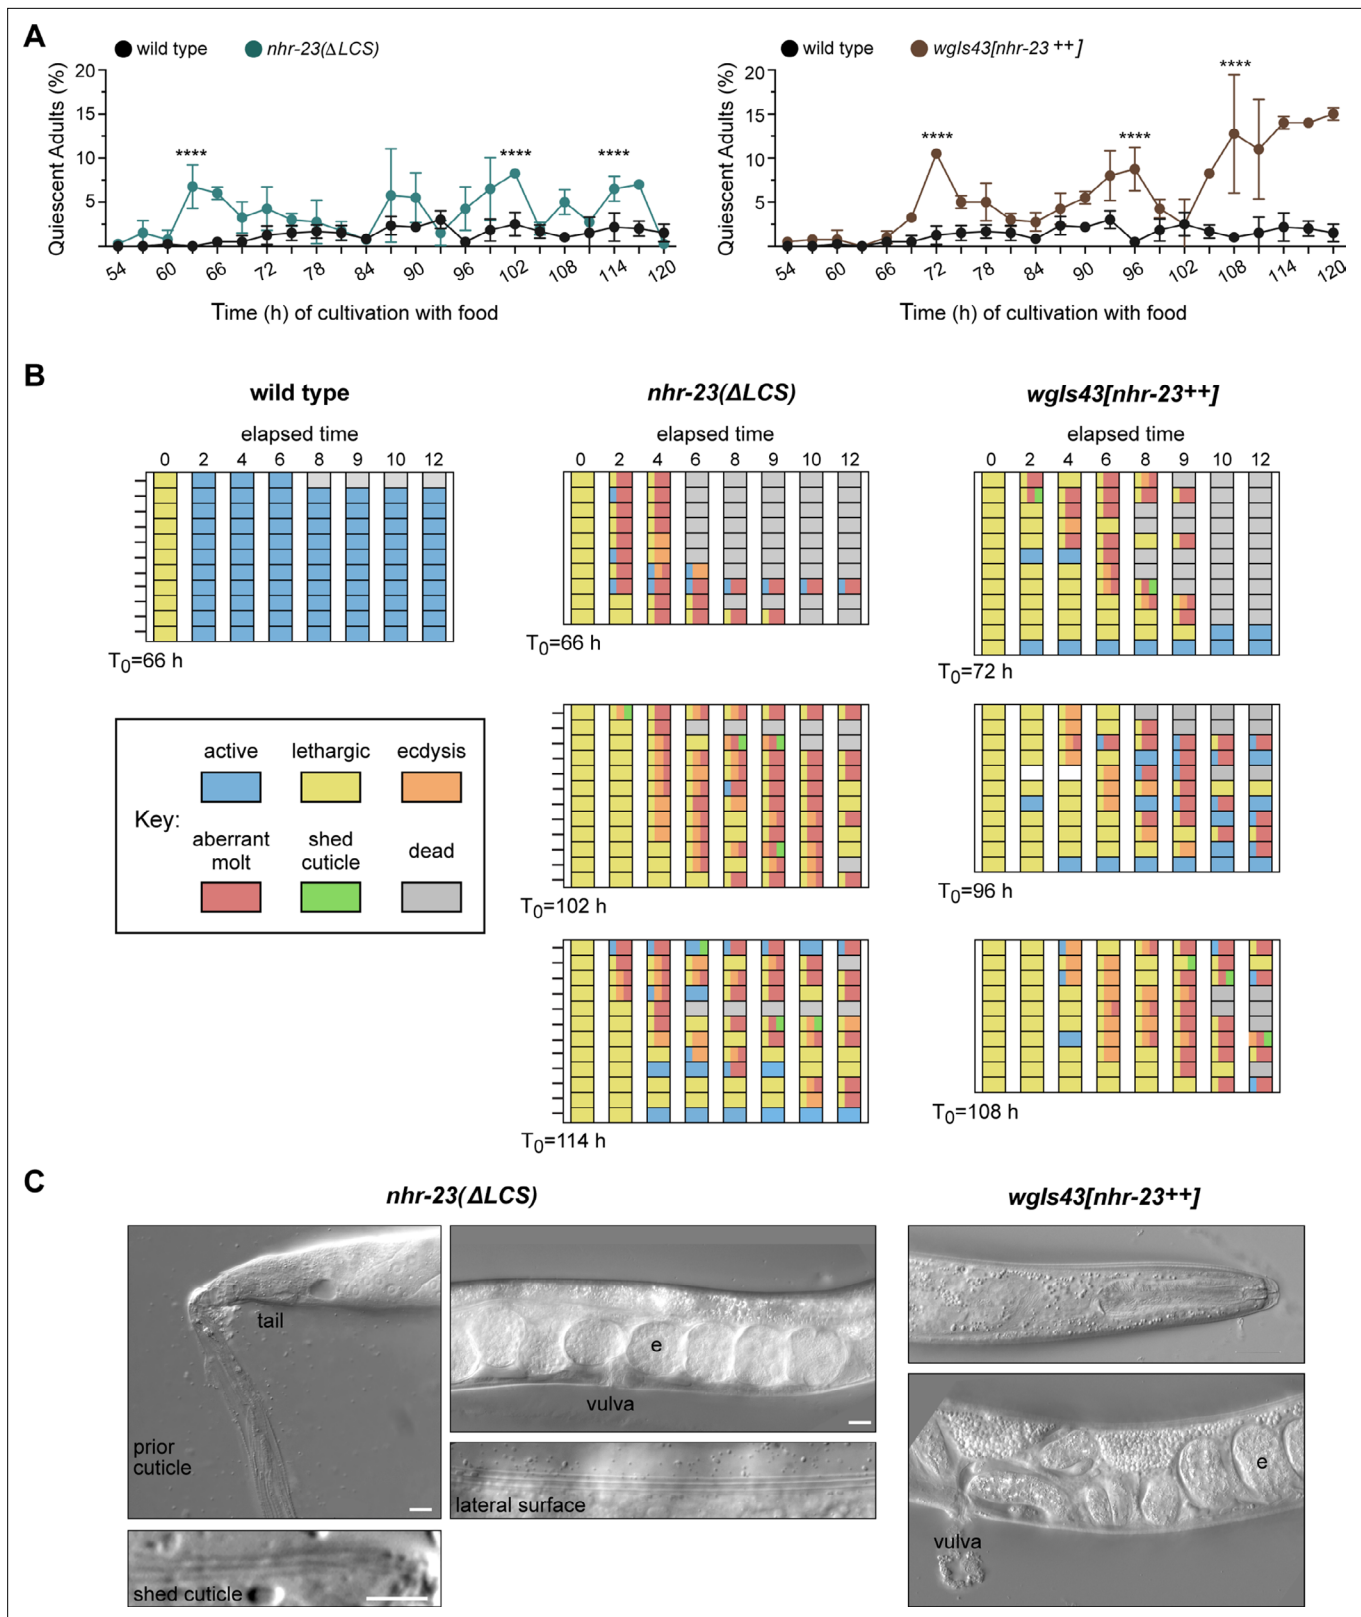 A
wild type
nhr-23(ΔLCS)
wild type
wgIs43[nhr-23 ++]
Quiescent Adults (%)
20
15
10
5
**** **** ****
54 60 66 72 78 84 90 96 102 108 114 120
Time (h) of cultivation with food
Quiescent Adults (%)
20
15
10
5
**** **** ****
54 60 66 72 78 84 90 96 102 108 114 120
Time (h) of cultivation with food
B
wild type
elapsed time
0 2 4 6 8 9 10 12
T0=66 h
nhr-23(ΔLCS)
elapsed time
0 2 4 6 8 9 10 12
T0=66 h
T0=102 h
T0=114 h
wgIs43[nhr-23++]
elapsed time
0 2 4 6 8 9 10 12
T0=72 h
T0=96 h
T0=108 h
Key:
active lethargic ecdysis
aberrant molt
shed cuticle
dead
C
nhr-23(ΔLCS)
wgIs43[nhr-23++]
tail
prior
cuticle
shed cuticle
e
vulva
lateral surface
e
vulva